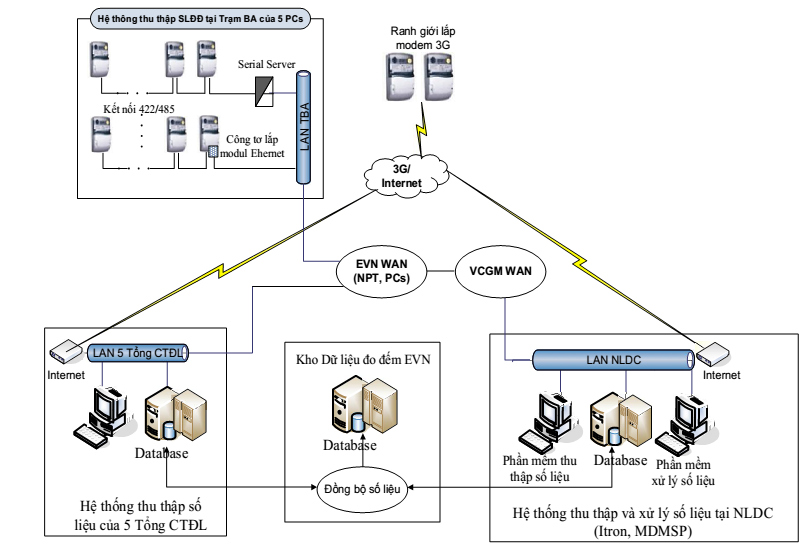 Hệ thống thu thập SLĐĐ tại Trạm BA của 5 PCs
Serial Server
Kết nối 422/485
Công tơ lắp
modul Ehernet
LAN TBA
Ranh giới lắp
modem 3G
3G/
Internet
EVN WAN
(NPT, PCs)
VCGM WAN
LAN 5 Tổng CTĐL
Internet
Database
Hệ thống thu thập số
liệu của 5 Tổng CTĐL
Kho Dữ liệu đo đếm EVN
Database
Đồng bộ số liệu
LAN NLDC
Internet
Phần mềm thu
thập số liệu
Database
Phần mềm
xử lý số liệu
Hệ thống thu thập và xử lý số liệu tại NLDC
(Itron, MDMSP)